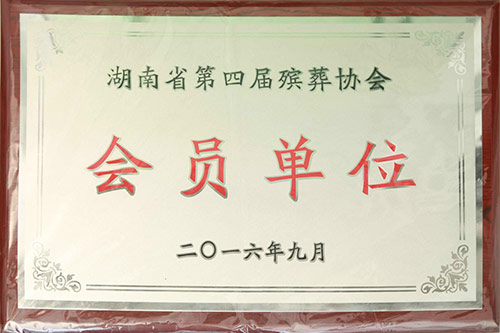 湖南省第四届殡葬协会
会员单位
二〇一六年九月